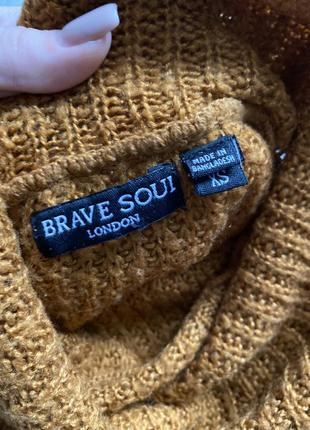 BRAVE SOUL
LONDON
MADE IN
BANGLADESH
XS